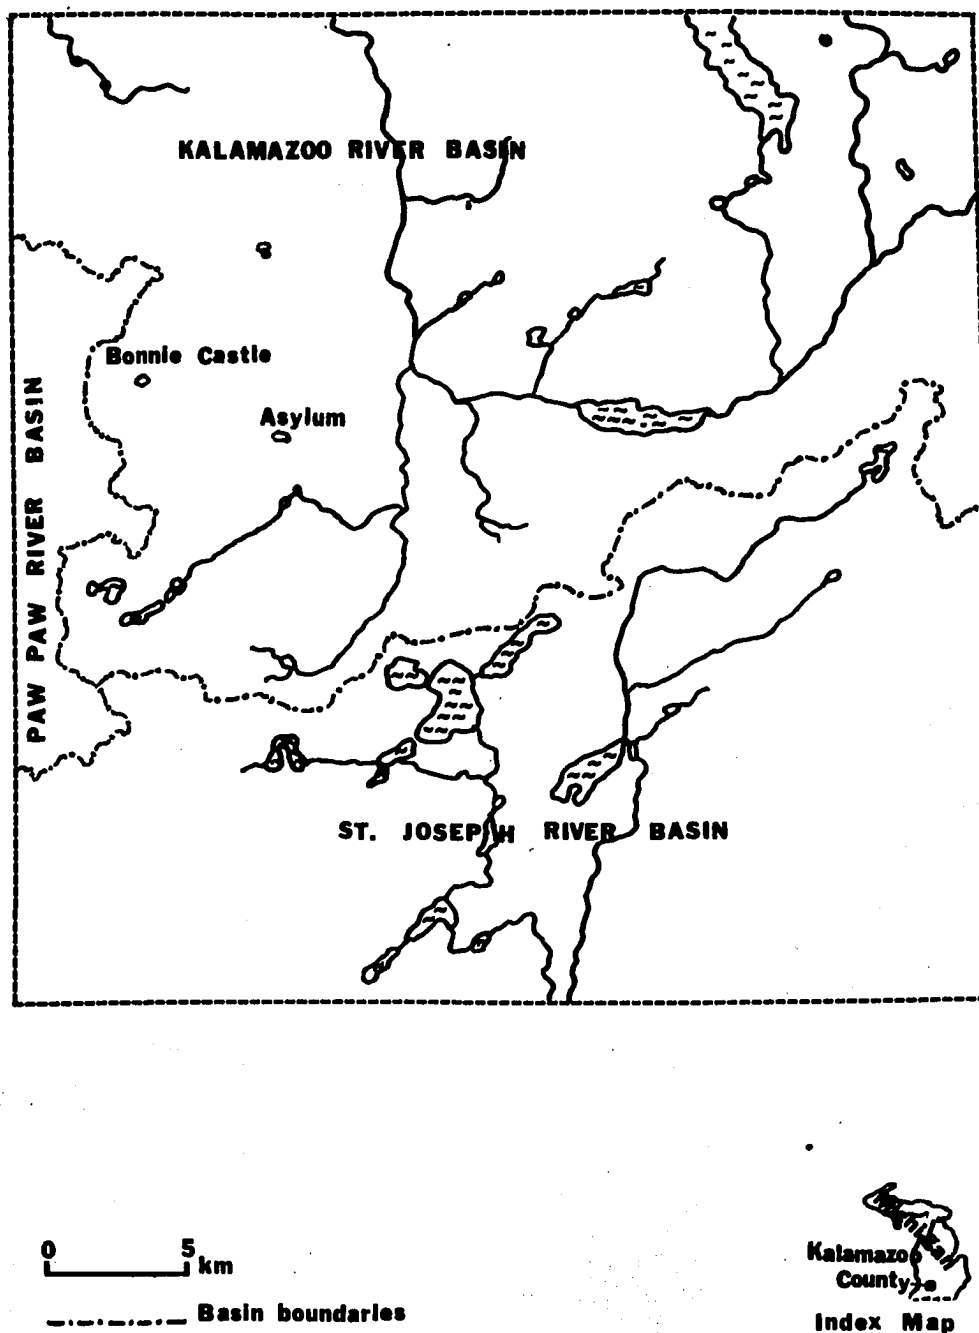 KALAMAZOO RIVER BASIN
Bonnie Castle
Asylum
PAW PAW RIVER BASIN
ST. JOSEPH RIVER BASIN
0 5
km
Basin boundaries
Michigan
Kalamazoo
County
Index Map